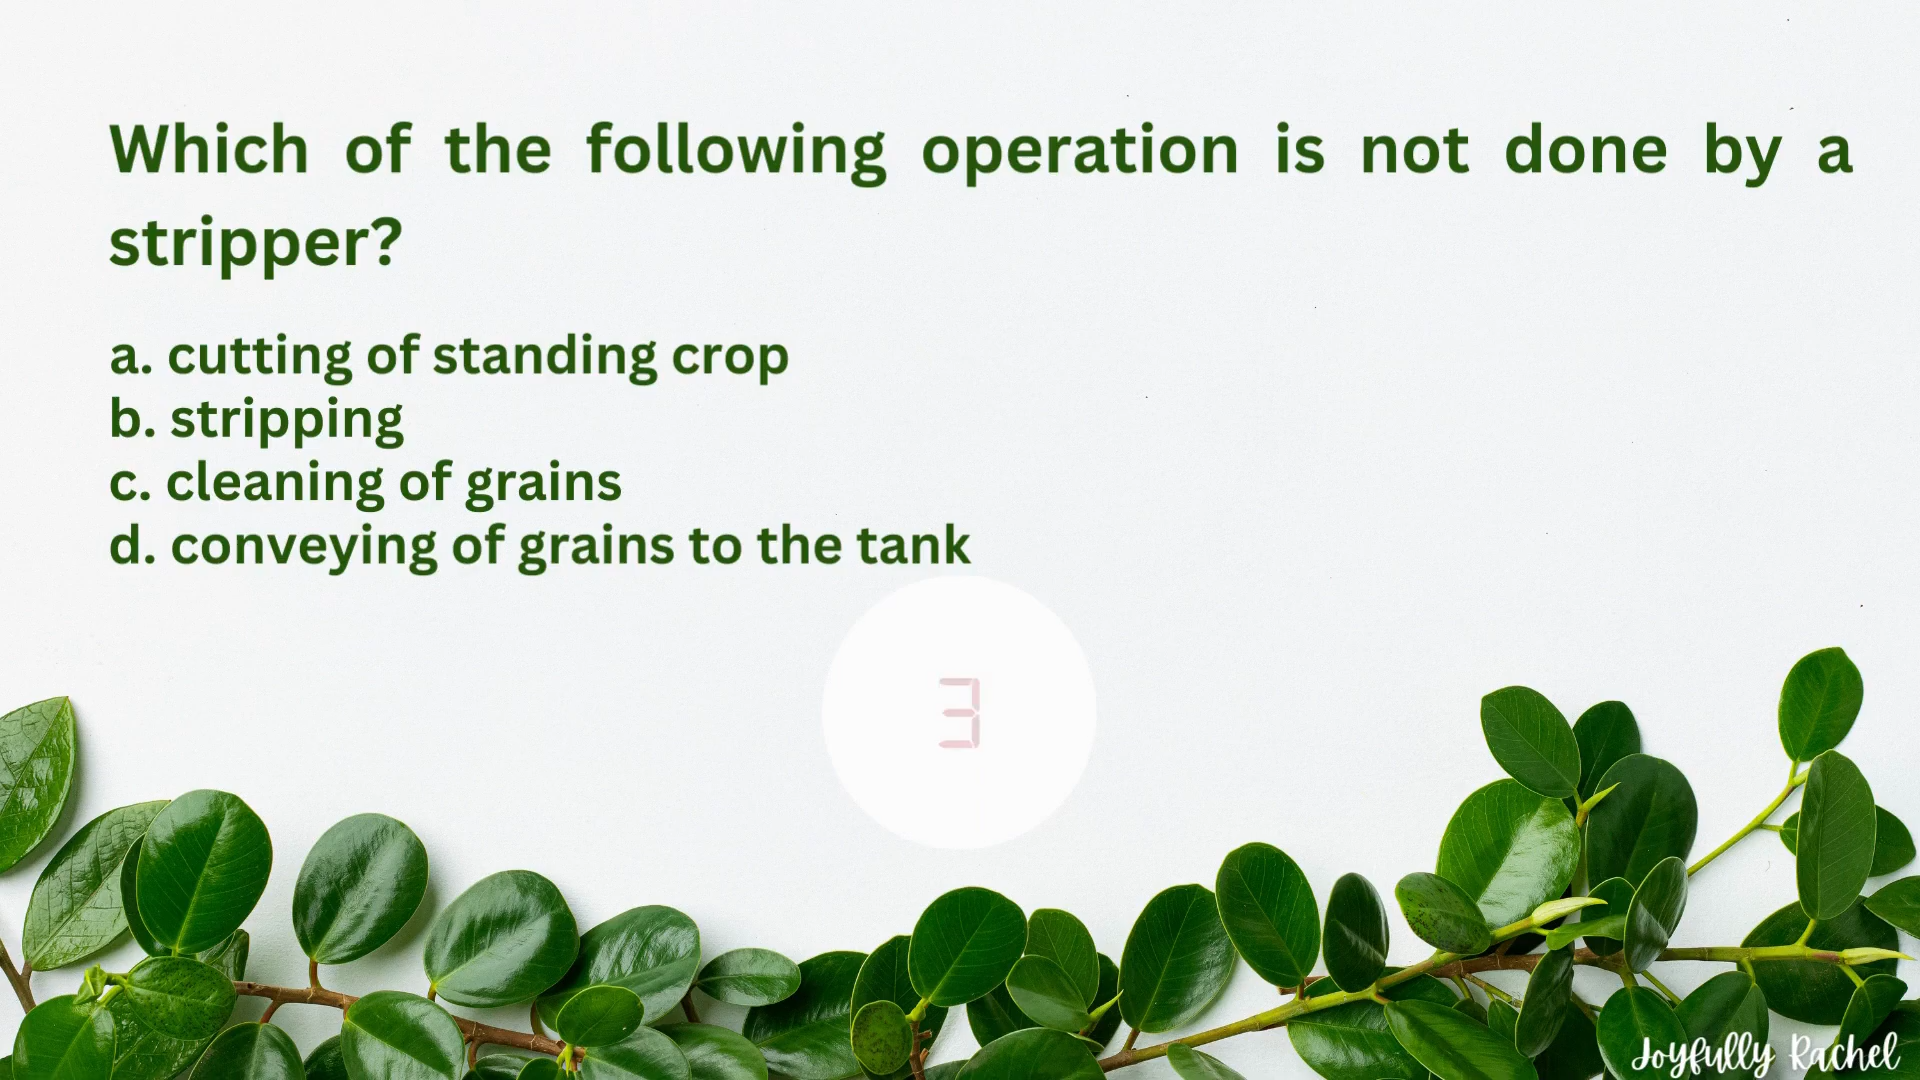 Which of the following operation is not done by a
stripper?
a. cutting of standing crop
b. stripping
c. cleaning of grains
d. conveying of grains to the tank
3
Joyfully Rachel